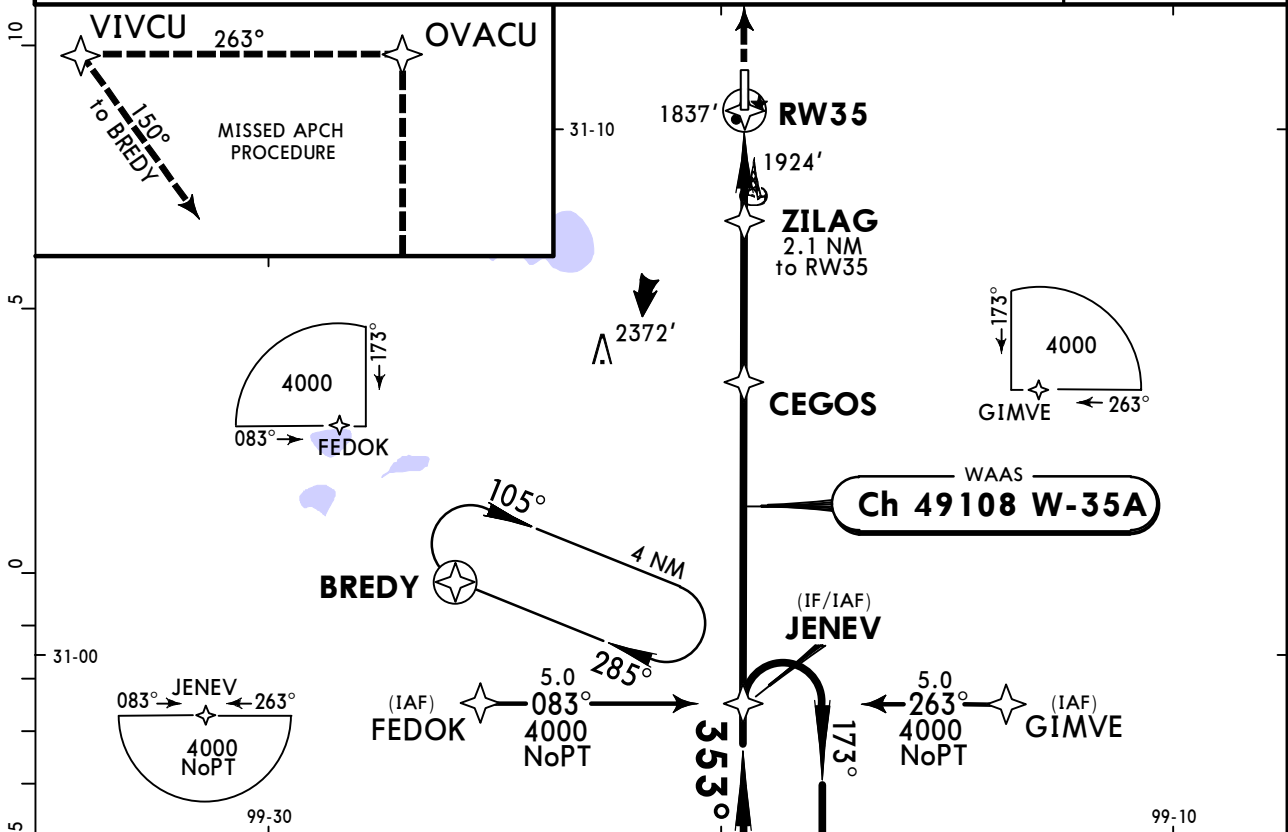 10
VIVCU
263°
OVACU
150°
to BREDY
MISSED APCH
PROCEDURE
31-10
1837'
RW35
1924'
ZILAG
2.1 NM
to RW35
5
2372'
173°
4000
083°
FEDOK
173°
4000
GIMVE
263°
CEGOS
WAAS
Ch 49108 W-35A
105°
4 NM
BREDY
285°
0
(IF/IAF)
JENEV
31-00
JENEV
083°
263°
4000
NoPT
(IAF)
FEDOK
5.0
083°
4000
NoPT
353°
173°
5.0
263°
4000
NoPT
(IAF)
GIMVE
5
99-30
99-10